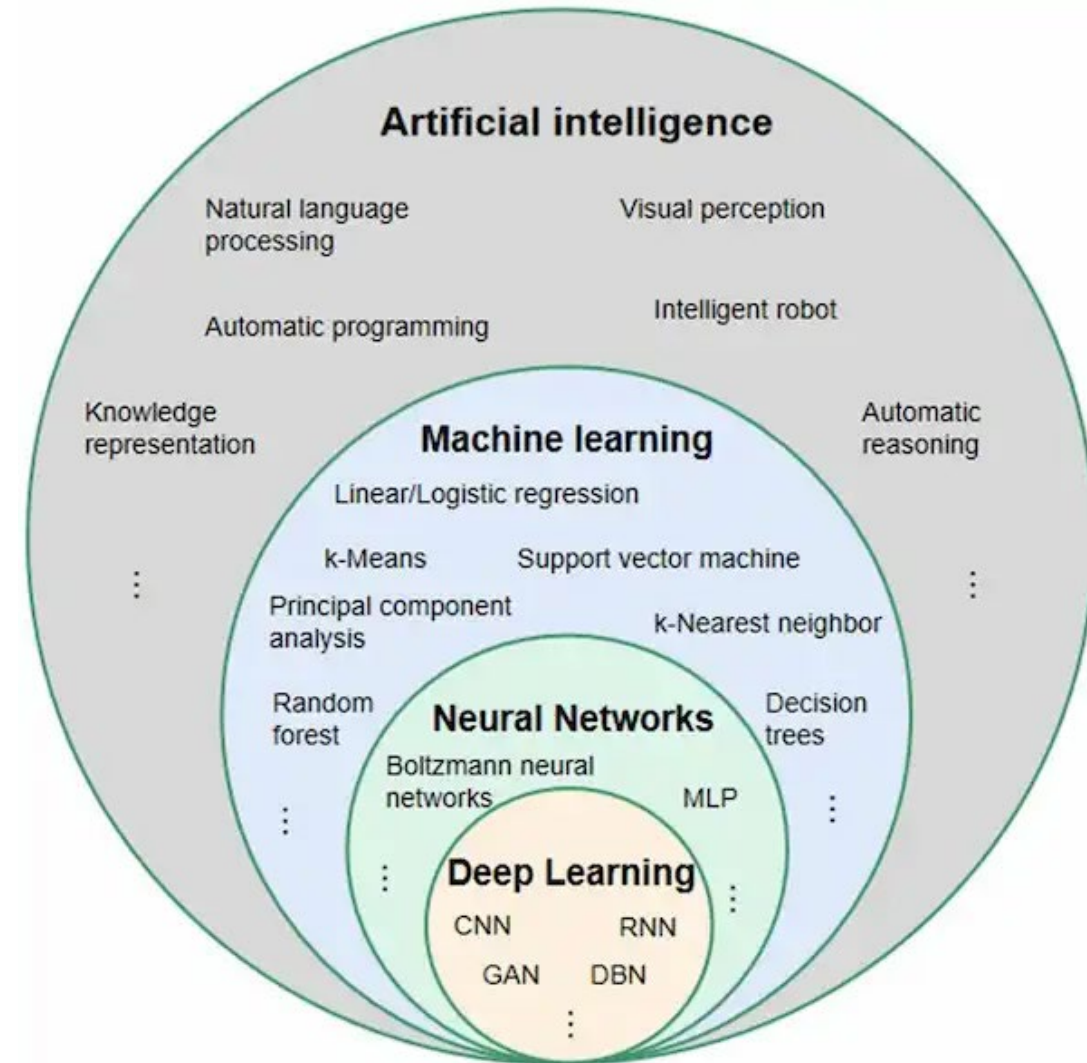 Artificial intelligence
Natural language
processing
Visual perception
Automatic programming
Intelligent robot
Knowledge
representation
Automatic
reasoning
⋮
⋮
Machine learning
Linear/Logistic regression
k-Means
Support vector machine
Principal component
analysis
k-Nearest neighbor
Random
forest
Decision
trees
⋮
⋮
Neural Networks
Boltzmann neural
networks
MLP
⋮
⋮
Deep Learning
CNN
RNN
GAN
DBN
⋮